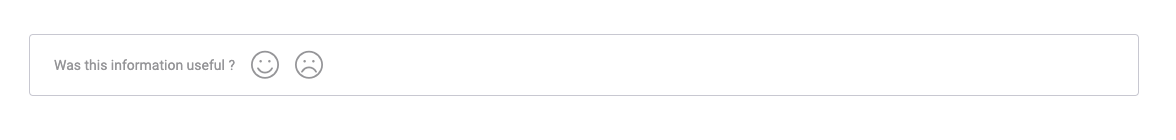 Was this information useful ?